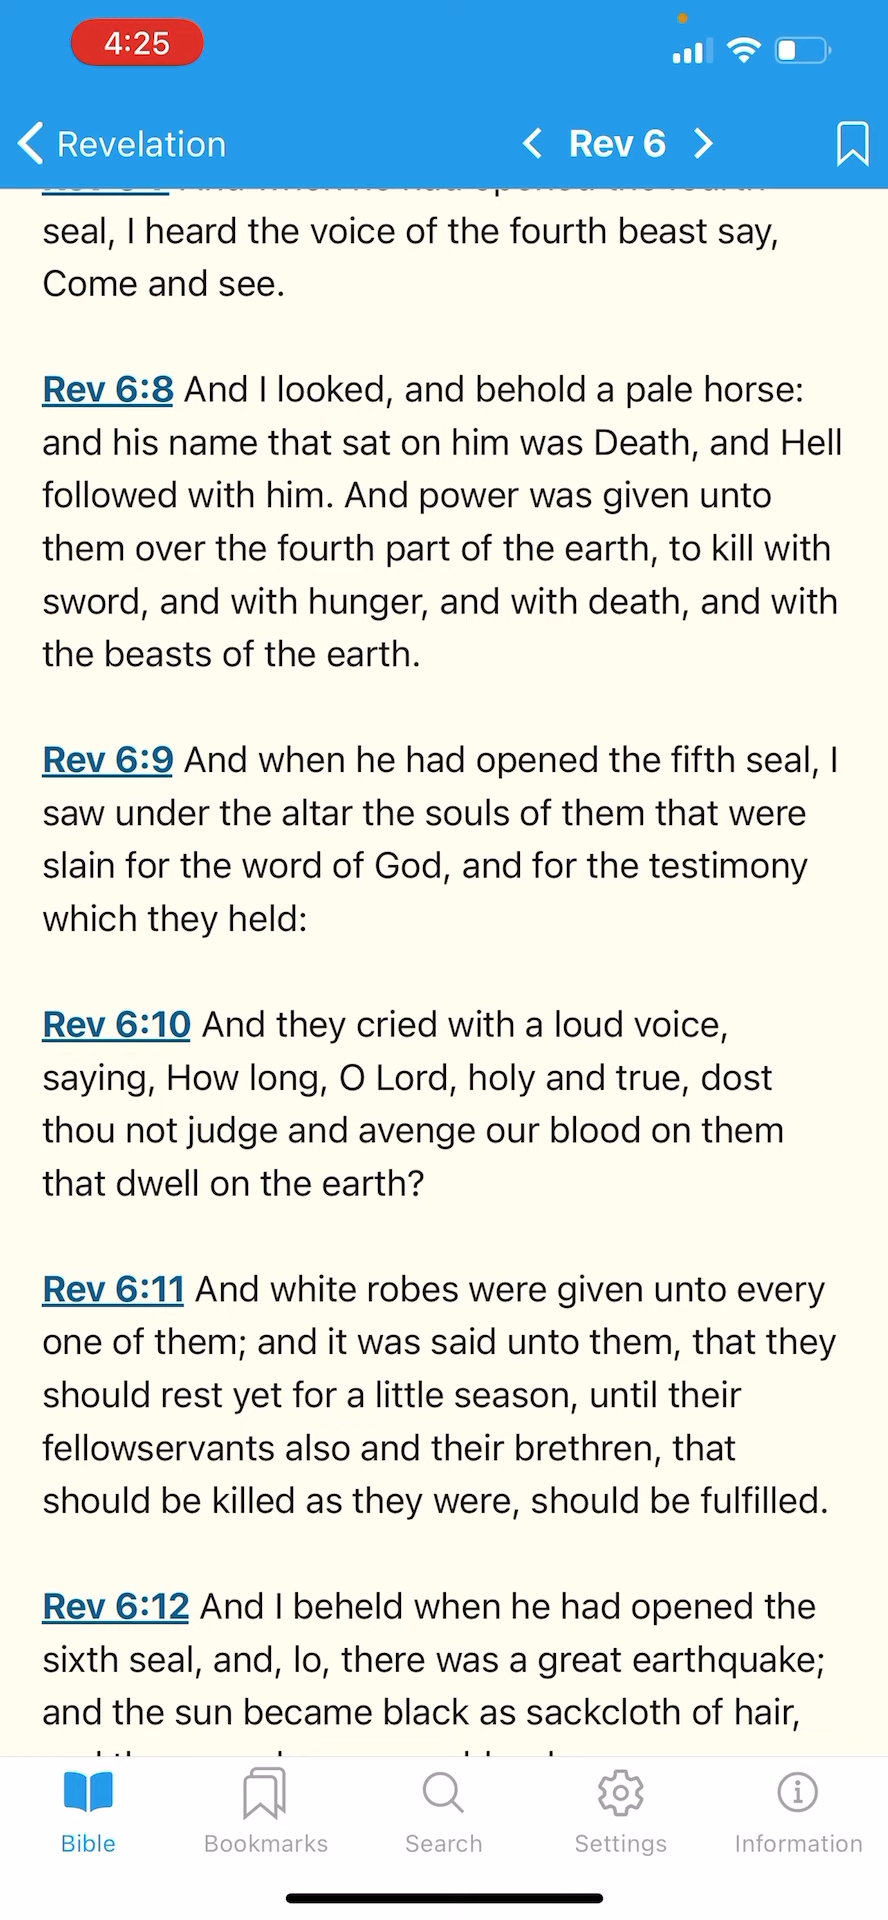 4:25
Revelation
Rev 6
seal, I heard the voice of the fourth beast say,
Come and see.
Rev 6:8 And I looked, and behold a pale horse:
and his name that sat on him was Death, and Hell
followed with him. And power was given unto
them over the fourth part of the earth, to kill with
sword, and with hunger, and with death, and with
the beasts of the earth.
Rev 6:9 And when he had opened the fifth seal, I
saw under the altar the souls of them that were
slain for the word of God, and for the testimony
which they held:
Rev 6:10 And they cried with a loud voice,
saying, How long, O Lord, holy and true, dost
thou not judge and avenge our blood on them
that dwell on the earth?
Rev 6:11 And white robes were given unto every
one of them; and it was said unto them, that they
should rest yet for a little season, until their
fellowservants also and their brethren, that
should be killed as they were, should be fulfilled.
Rev 6:12 And I beheld when he had opened the
sixth seal, and, lo, there was a great earthquake;
and the sun became black as sackcloth of hair,
Bible
Bookmarks
Search
Settings
Information